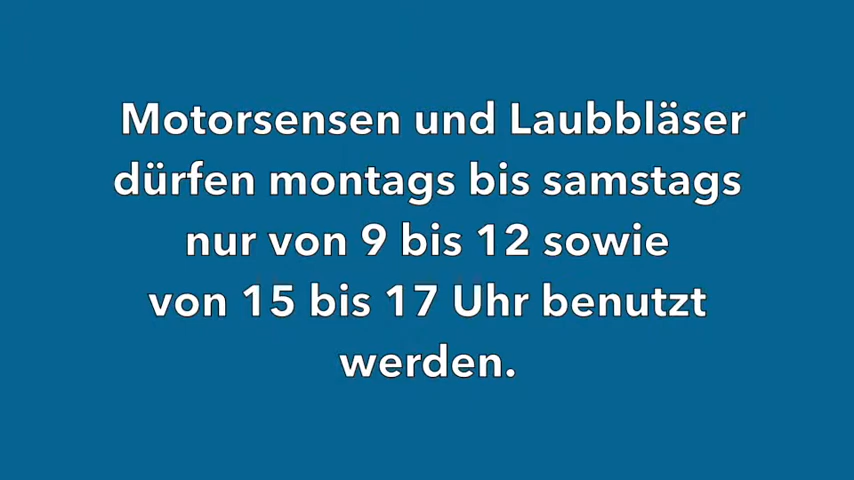 Motorsensen und Laubbläser
dürfen montags bis samstags
nur von 9 bis 12 sowie
von 15 bis 17 Uhr benutzt
werden.